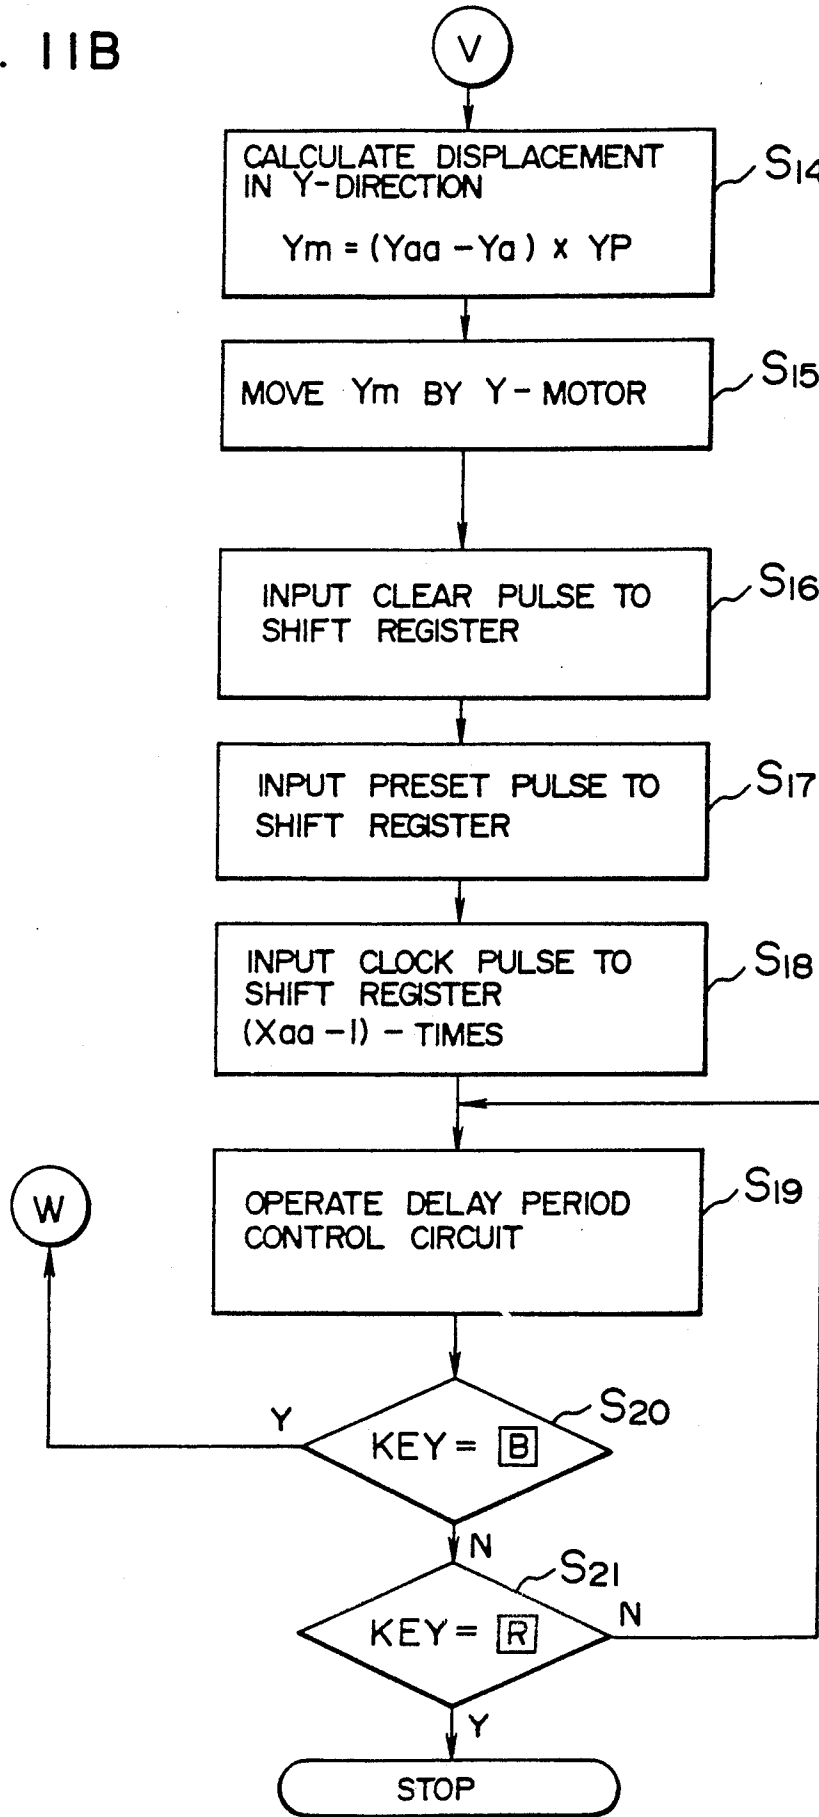 . 11B
V
CALCULATE DISPLACEMENT
IN Y-DIRECTION
Ym = (Yaa - Ya) x YP
S14
MOVE Ym BY Y-MOTOR
S15
INPUT CLEAR PULSE TO
SHIFT REGISTER
S16
INPUT PRESET PULSE TO
SHIFT REGISTER
S17
INPUT CLOCK PULSE TO
SHIFT REGISTER
(Xaa-1)-TIMES
S18
W
OPERATE DELAY PERIOD
CONTROL CIRCUIT
S19
Y
KEY = B
S20
N
KEY = R
S21
N
Y
STOP